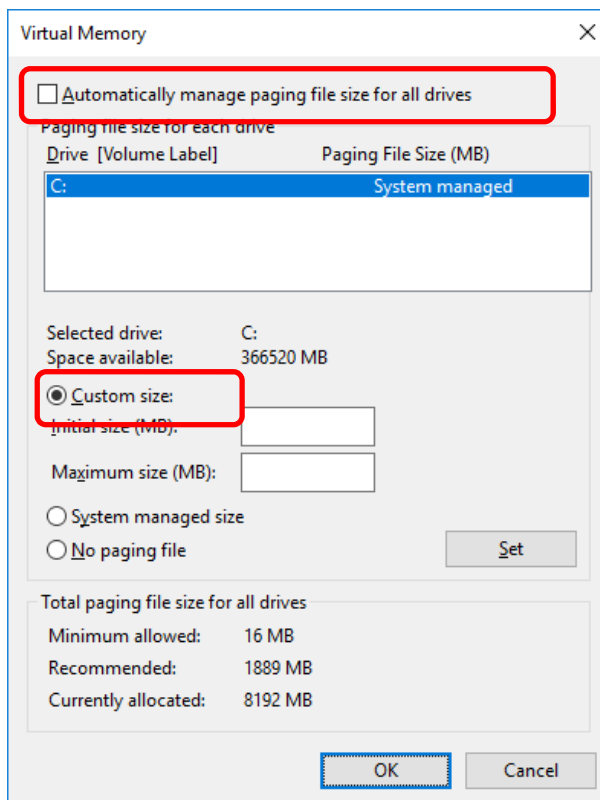 Virtual Memory
Automatically manage paging file size for all drives
Paging file size for each drive
Drive [Volume Label] Paging File Size (MB)
C: System managed
Selected drive: C:
Space available: 366520 MB
Custom size:
Initial size (MB):
Maximum size (MB):
System managed size
No paging file Set
Total paging file size for all drives
Minimum allowed: 16 MB
Recommended: 1889 MB
Currently allocated: 8192 MB
OK Cancel